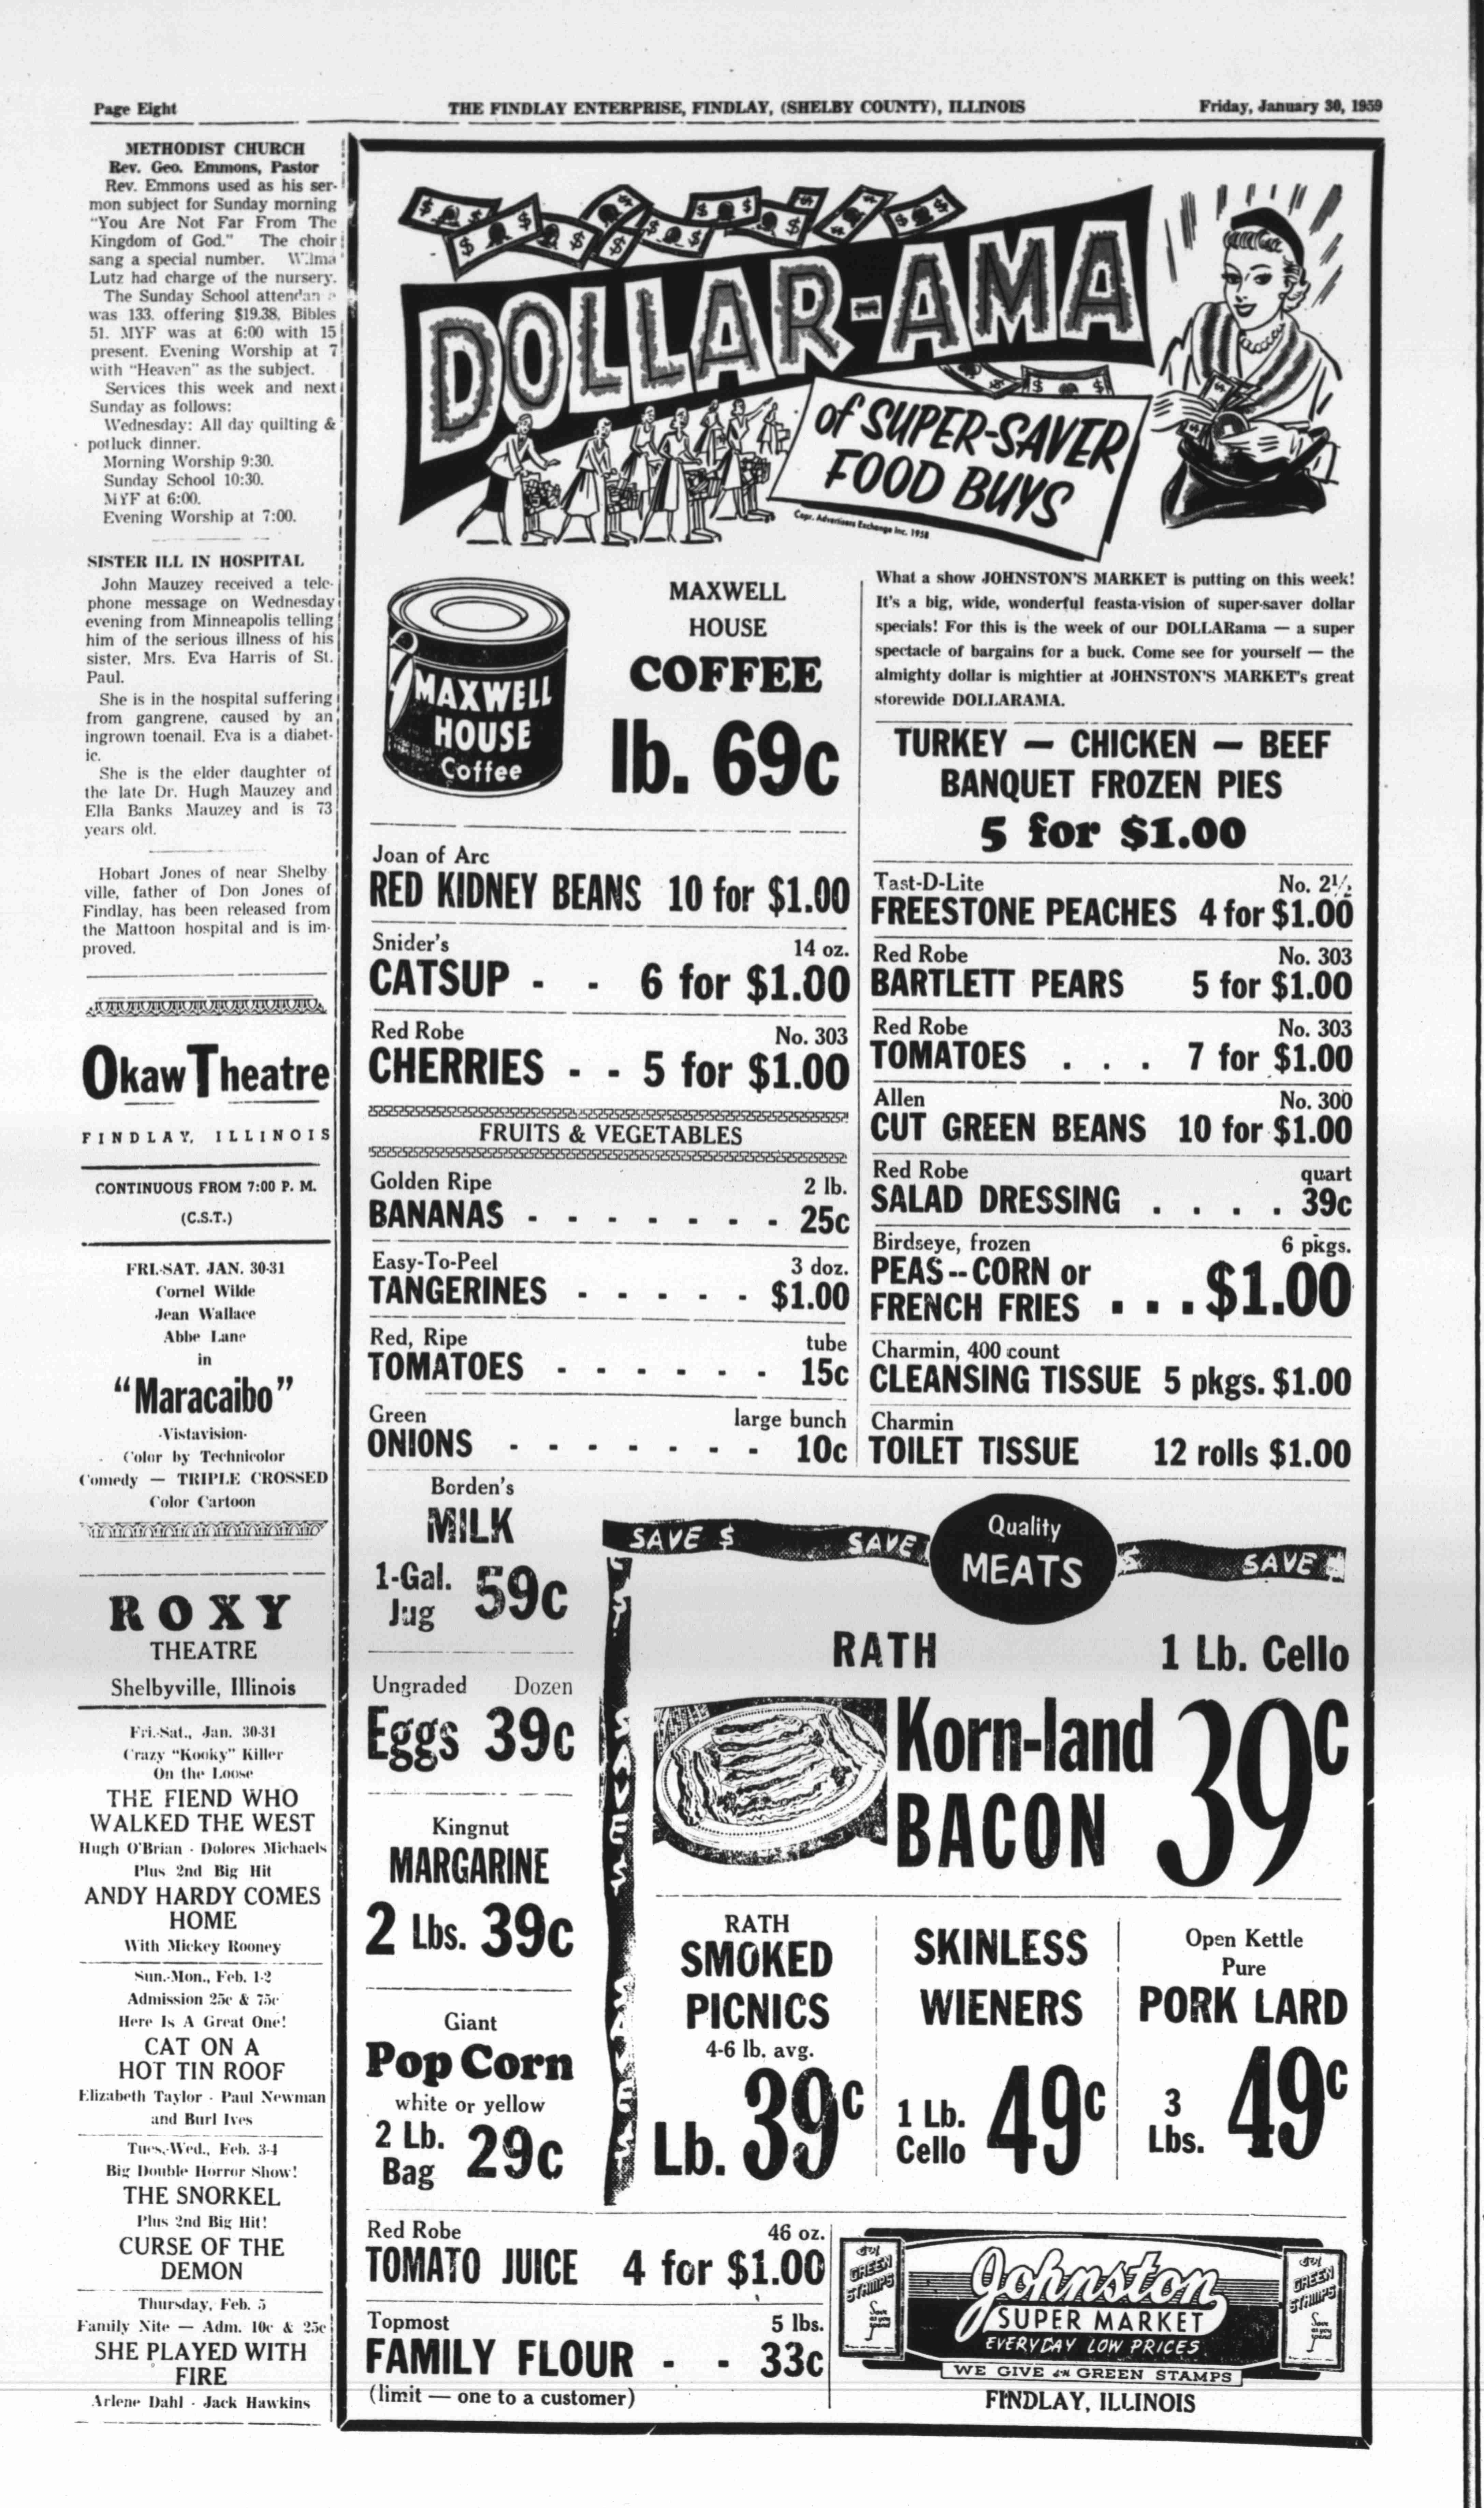 Page Eight
THE FINDLAY ENTERPRISE, FINDLAY, (SHELBY COUNTY), ILLINOIS
Friday, January 30, 1959
METHODIST CHURCH
Rev. Geo. Emmons, Pastor
Rev. Emmons used as his ser-
mon subject for Sunday morning
"You Are Not Far From The
Kingdom of God." The choir
sang a special number. Wilma
Lutz had charge of the nursery.
The Sunday School
was 133. offering $19.38. Bibles
51. MYF was at 6:00 with 15
present. Evening Worship at 7
with "Heaven" as the subject.
Services this week and next
Sunday as follows:
Wednesday: All day quilting &
potluck dinner.
Morning Worship 9:30.
Sunday School 10:30.
MYF at 6:00.
Evening Worship at 7:00.
SISTER ILL IN HOSPITAL
John Mauzey received a tele-
phone message on Wednesday
evening from Minneapolis telling
him of the serious illness of his
sister, Mrs. Eva Harris of St.
Paul.
She is in the hospital suffering
from gangrene, caused by an
ingrown toenail. Eva is a diabet-
ic.
She is the elder daughter of
the late Dr. Hugh Mauzey and
Ella Banks Mauzey and is 73
years old.
Hobart Jones of near Shelby
ville, father of Don Jones of
Findlay, has been released from
the Mattoon hospital and is im-
proved.
Okaw Theatre
FINDLAY, ILLINOIS
CONTINUOUS FROM 7:00 P. M.
(C.S.T.)
FRI.-SAT. JAN. 30-31
Cornel Wilde
Jean Wallace
Abbe Lane
in
"Maracaibo"
-Vistavision-
Color by Technicolor
Comedy — TRIPLE CROSSED
Color Cartoon
ROXY
THEATRE
Shelbyville, Illinois
Fri.-Sat., Jan. 30-31
Crazy "Kooky" Killer
On the Loose
THE FIEND WHO
WALKED THE WEST
Hugh O'Brian - Dolores Michaels
Plus 2nd Big Hit
ANDY HARDY COMES
HOME
With Mickey Rooney
Sun.-Mon., Feb. 1-2
Admission 25c & 75c
Here Is A Great One!
CAT ON A
HOT TIN ROOF
Elizabeth Taylor - Paul Newman
and Burl Ives
Tues.-Wed., Feb. 3-4
Big Double Horror Show!
THE SNORKEL
Plus 2nd Big Hit!
CURSE OF THE
DEMON
Thursday, Feb. 5
Family Nite — Adm. 10c & 25c
SHE PLAYED WITH
FIRE
Arlene Dahl - Jack Hawkins
DOLLAR-AMA
of SUPER-SAVER
FOOD BUYS
Copr. Advertisers Exchange Inc. 1958
MAXWELL
HOUSE
Coffee
MAXWELL
HOUSE
COFFEE
lb. 69c
What a show JOHNSTON'S MARKET is putting on this week!
It's a big, wide, wonderful feasta-vision of super-saver dollar
specials! For this is the week of our DOLLARama — a super
spectacle of bargains for a buck. Come see for yourself — the
almighty dollar is mightier at JOHNSTON'S MARKET's great
storewide DOLLARAMA.
TURKEY — CHICKEN — BEEF
BANQUET FROZEN PIES
5 for $1.00
Joan of Arc
RED KIDNEY BEANS 10 for $1.00
Snider's 14 oz.
CATSUP - - 6 for $1.00
Red Robe No. 303
CHERRIES - - 5 for $1.00
FRUITS & VEGETABLES
Golden Ripe 2 lb.
BANANAS - - - - - - - - 25c
Easy-To-Peel 3 doz.
TANGERINES - - - - - $1.00
Red, Ripe tube
TOMATOES - - - - - - 15c
Green large bunch
ONIONS - - - - - - - 10c
Tast-D-Lite No. 2½
FREESTONE PEACHES 4 for $1.00
Red Robe No. 303
BARTLETT PEARS 5 for $1.00
Red Robe No. 303
TOMATOES . . . 7 for $1.00
Allen No. 300
CUT GREEN BEANS 10 for $1.00
Red Robe quart
SALAD DRESSING . . . . 39c
Birdseye, frozen 6 pkgs.
PEAS -- CORN or
FRENCH FRIES . . . $1.00
Charmin, 400 count
CLEANSING TISSUE 5 pkgs. $1.00
Charmin
TOILET TISSUE 12 rolls $1.00
Borden's
MILK
1-Gal.
Jug 59c
Ungraded Dozen
Eggs 39c
Kingnut
MARGARINE
2 Lbs. 39c
Giant
Pop Corn
white or yellow
2 Lb.
Bag 29c
SAVE $ SAVE $ SAVE
Quality
MEATS
RATH 1 Lb. Cello
Korn-land
BACON 39c
RATH
SMOKED
PICNICS
4-6 lb. avg.
Lb. 39c
SKINLESS
WIENERS
1 Lb.
Cello 49c
Open Kettle
Pure
PORK LARD
3
Lbs. 49c
Red Robe 46 oz.
TOMATO JUICE 4 for $1.00
Topmost 5 lbs.
FAMILY FLOUR - - 33c
(limit — one to a customer)
GREEN
STAMPS
Save
as you
spend
Johnston
SUPER MARKET
EVERYDAY LOW PRICES
WE GIVE GREEN STAMPS
GREEN
STAMPS
Save
as you
spend
FINDLAY, ILLINOIS